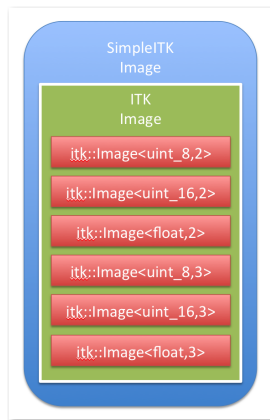 SimpleITK
Image
ITK
Image
itk::Image<uint_8,2>
itk::Image<uint_16,2>
itk::Image<float,2>
itk::Image<uint_8,3>
itk::Image<uint_16,3>
itk::Image<float,3>